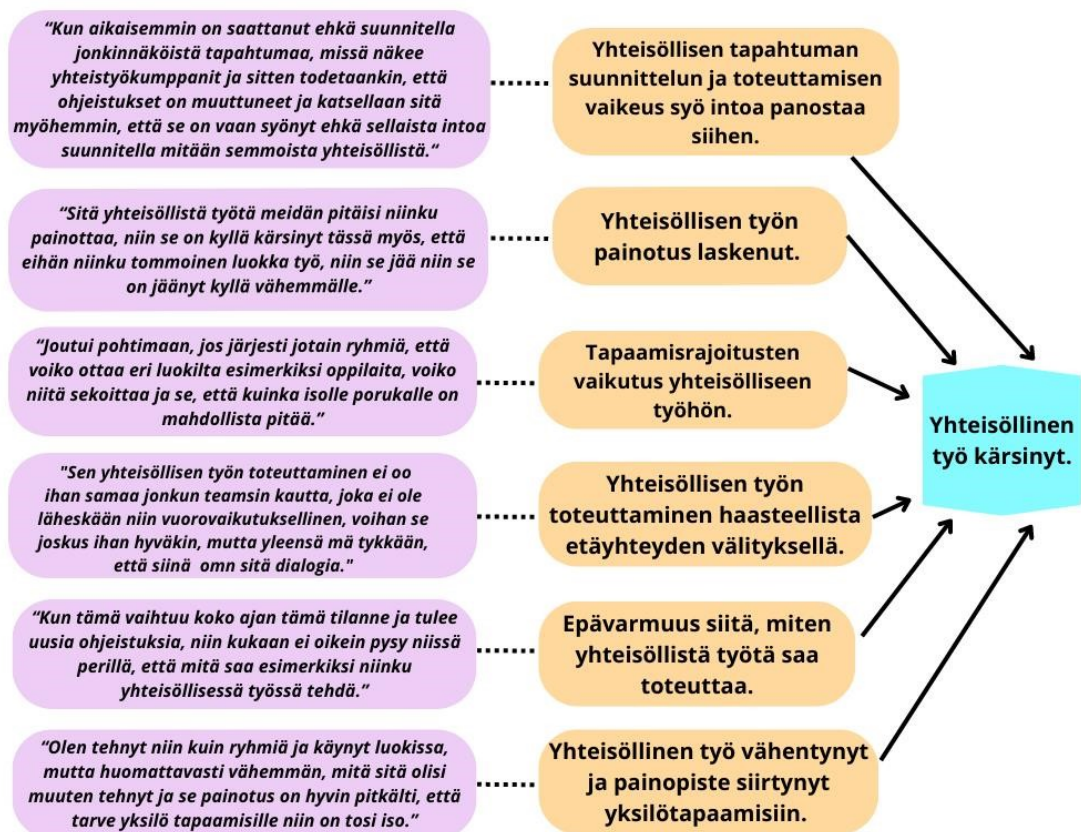 “Kun aikaisemmin on saattanut ehkä suunnitella
jonkinnäköistä tapahtumaa, missä näkee
yhteistyökumppanit ja sitten todetaankin, että
ohjeistukset on muuttuneet ja katsellaan sitä
myöhemmin, että se on vaan syönyt ehkä sellaista intoa
suunnitella mitään semmoista yhteisöllistä.“
Yhteisöllisen tapahtuman
suunnittelun ja toteuttamisen
vaikeus syö intoa panostaa
siihen.
“Sitä yhteisöllistä työtä meidän pitäisi niinku
painottaa, niin se on kyllä kärsinyt tässä myös, että
eihän niinku tommoinen luokka työ, niin se jää niin se
on jäänyt kyllä vähemmälle.”
Yhteisöllisen työn
painotus laskenut.
“Joutui pohtimaan, jos järjesti jotain ryhmiä, että
voiko ottaa eri luokilta esimerkiksi oppilaita, voiko
niitä sekoittaa ja se, että kuinka isolle porukalle on
mahdollista pitää.”
Tapaamisrajoitusten
vaikutus yhteisölliseen
työhön.
"Sen yhteisöllisen työn toteuttaminen ei oo
ihan samaa jonkun teamsin kautta, joka ei ole
läheskään niin vuorovaikutuksellinen, voihan se
joskus ihan hyväkin, mutta yleensä mä tykkään,
että siinä omn sitä dialogia."
Yhteisöllisen työn
toteuttaminen haasteellista
etäyhteyden välityksellä.
“Kun tämä vaihtuu koko ajan tämä tilanne ja tulee
uusia ohjeistuksia, niin kukaan ei oikein pysy niissä
perillä, että mitä saa esimerkiksi niinku
yhteisöllisessä työssä tehdä.”
Epävarmuus siitä, miten
yhteisöllistä työtä saa
toteuttaa.
“Olen tehnyt niin kuin ryhmiä ja käynyt luokissa,
mutta huomattavasti vähemmän, mitä sitä olisi
muuten tehnyt ja se painotus on hyvin pitkälti, että
tarve yksilö tapaamisille niin on tosi iso.”
Yhteisöllinen työ vähentynyt
ja painopiste siirtynyt
yksilötapaamisiin.
Yhteisöllinen
työ kärsinyt.